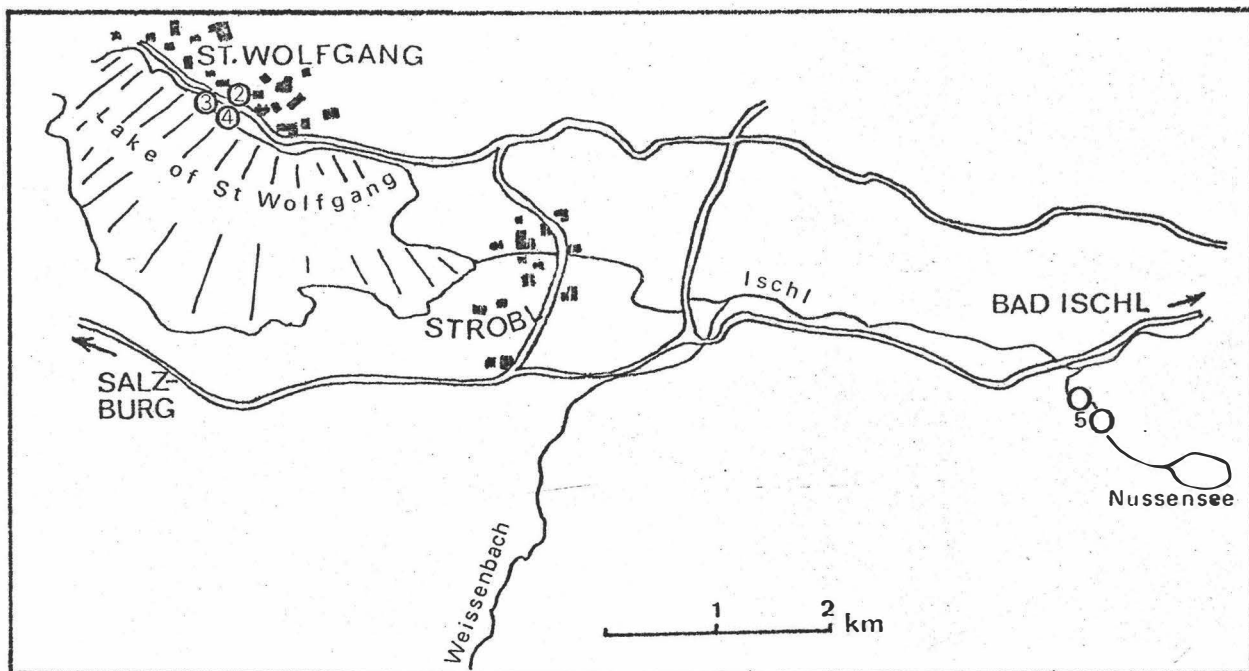 ST. WOLFGANG
3
2
4
Lake of St Wolfgang
Ischl
BAD ISCHL
STROBL
SALZ-
BURG
5
Nussensee
Weissenbach
1 2 km